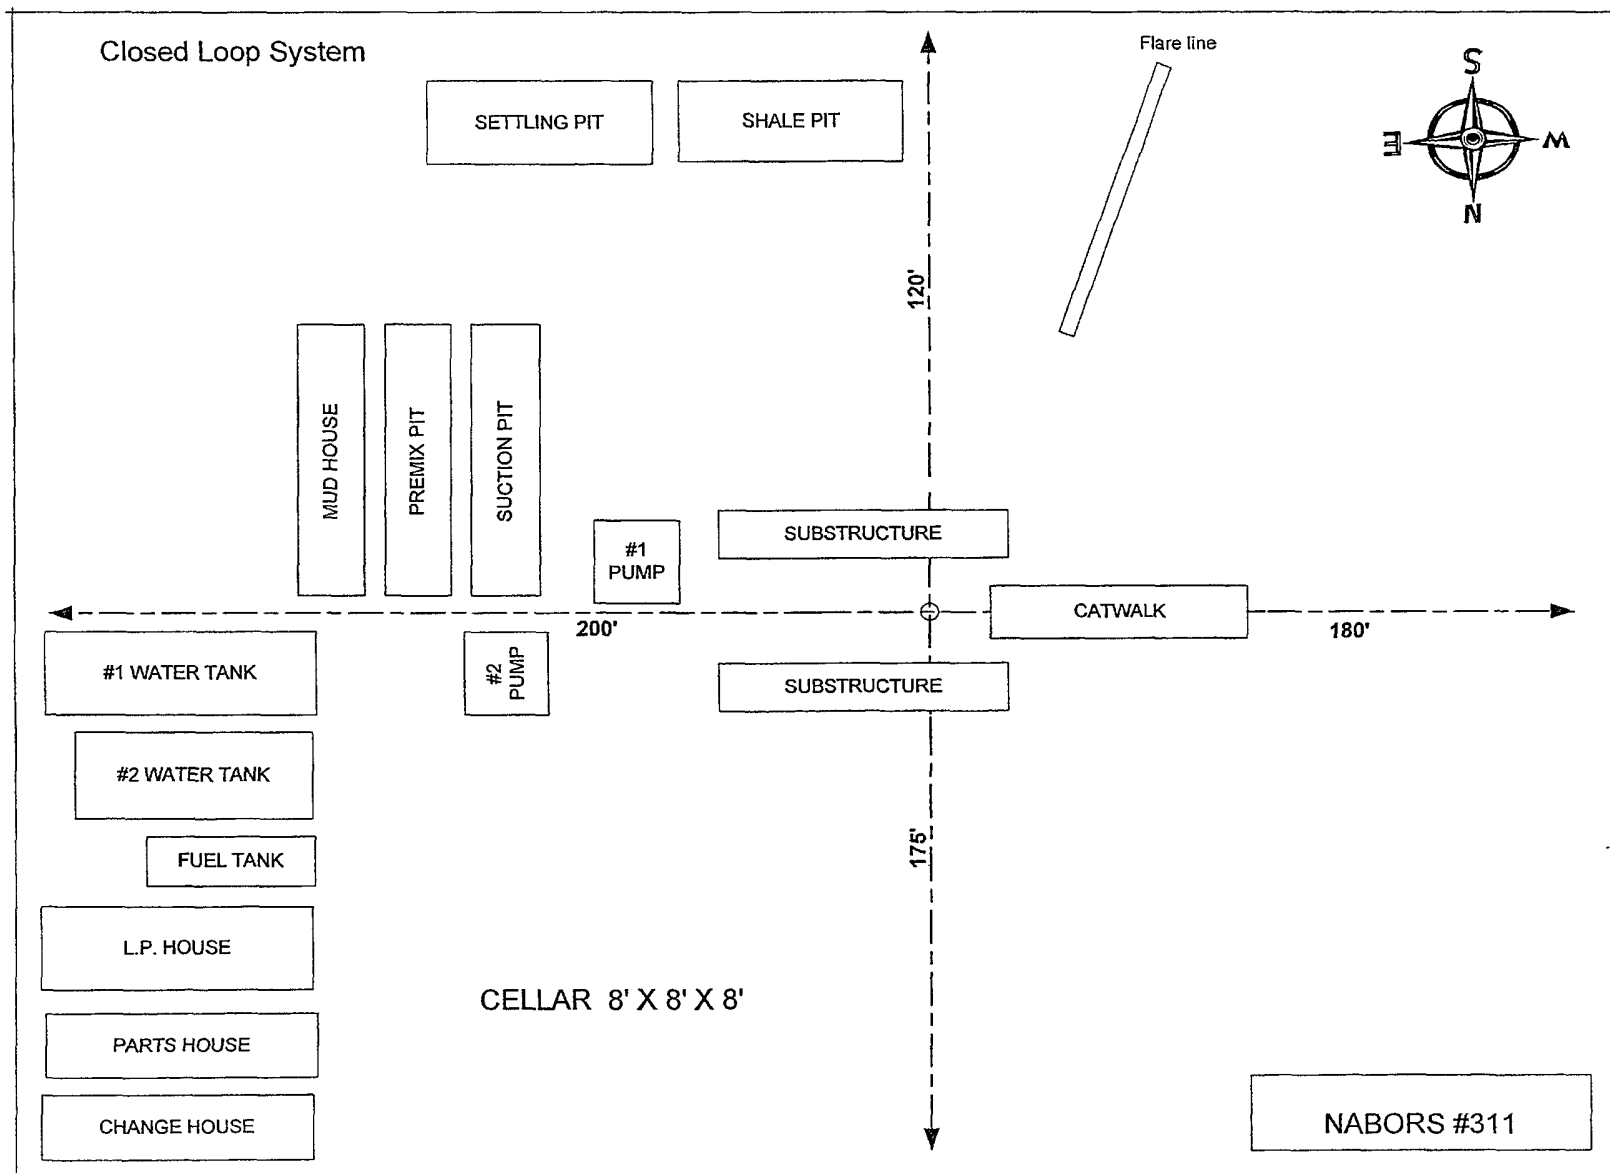 Closed Loop System
Flare line
S
E
W
N
SETTLING PIT
SHALE PIT
120'
MUD HOUSE
PREMIX PIT
SUCTION PIT
#1
PUMP
SUBSTRUCTURE
CATWALK
200'
180'
#1 WATER TANK
#2
PUMP
SUBSTRUCTURE
#2 WATER TANK
175'
FUEL TANK
L.P. HOUSE
CELLAR 8' X 8' X 8'
PARTS HOUSE
CHANGE HOUSE
NABORS #311